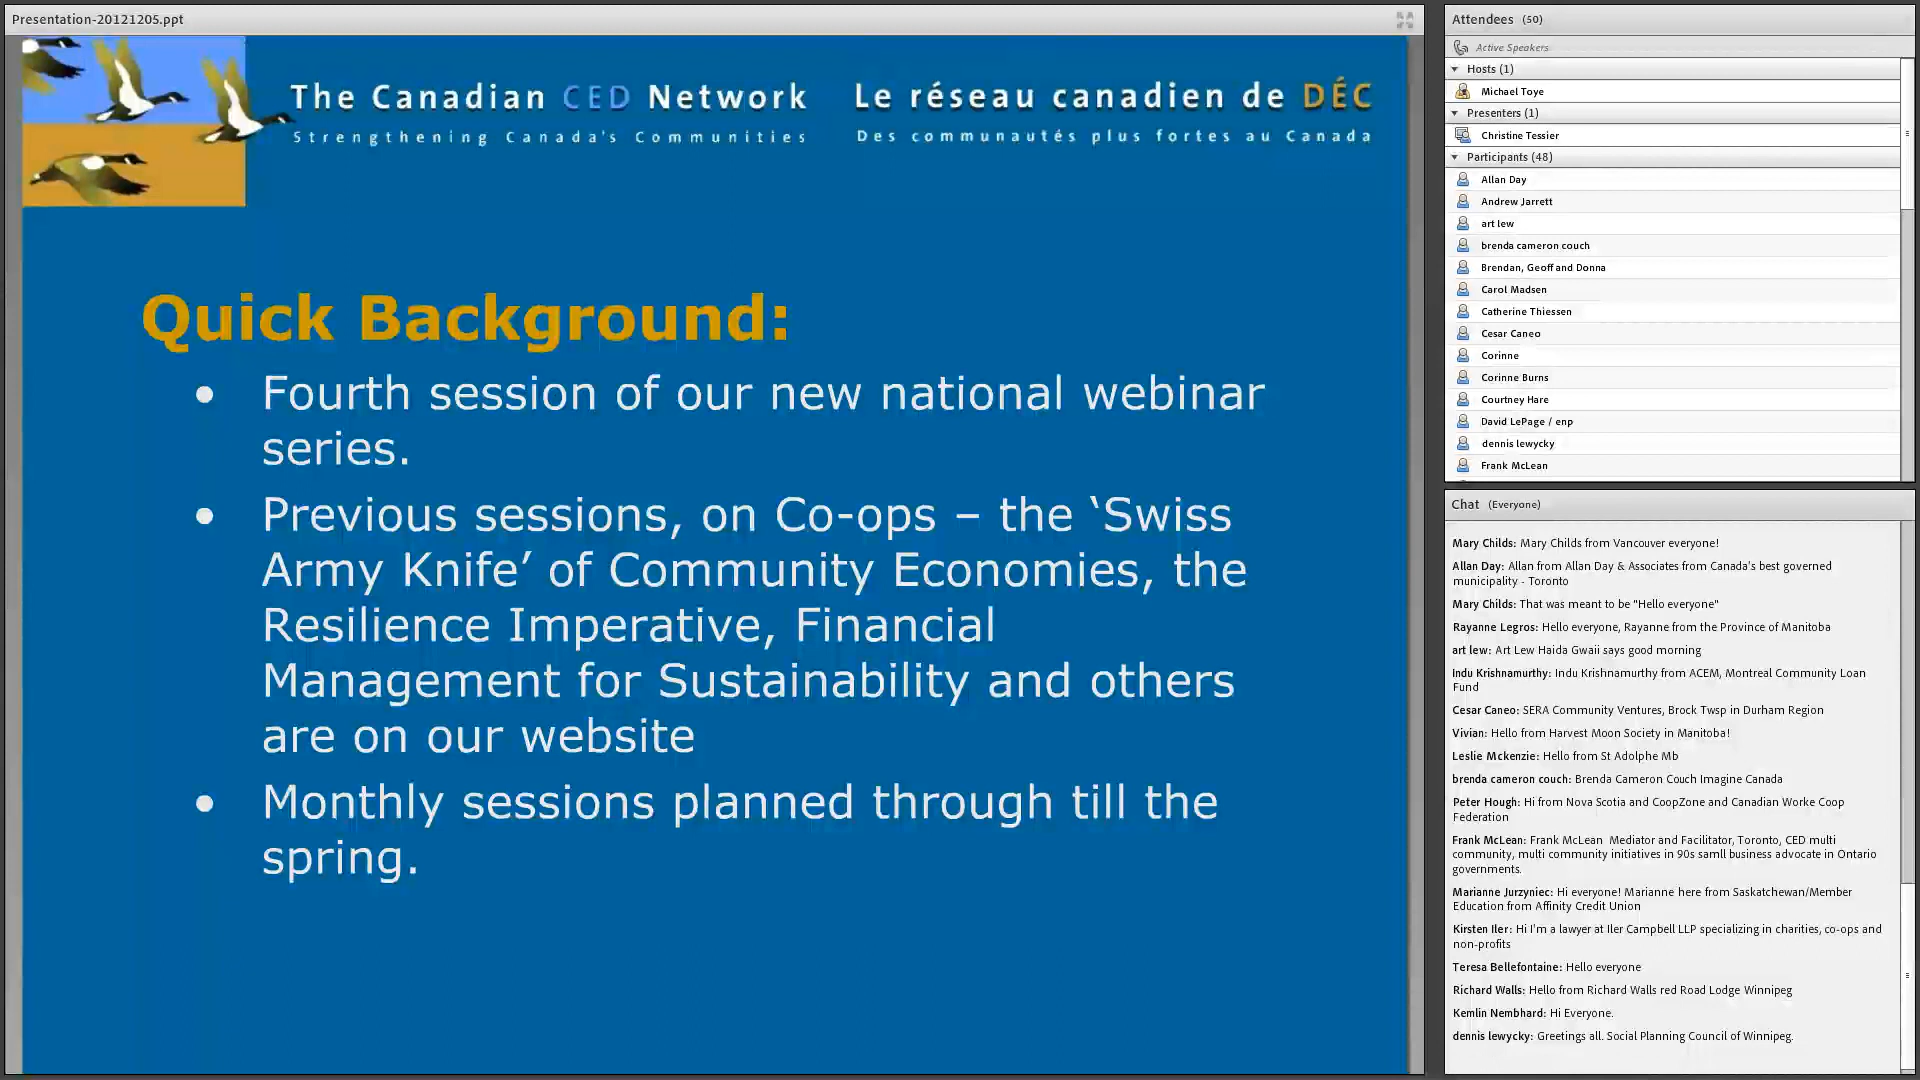 Presentation-20121205.ppt
The Canadian CED Network
Strengthening Canada's Communities
Le réseau canadien de DÉC
Des communautés plus fortes au Canada
Quick Background:
• Fourth session of our new national webinar
series.
• Previous sessions, on Co-ops – the ‘Swiss
Army Knife’ of Community Economies, the
Resilience Imperative, Financial
Management for Sustainability and others
are on our website
• Monthly sessions planned through till the
spring.
Attendees (50)
Active Speakers
Hosts (1)
Michael Toye
Presenters (1)
Christine Tessier
Participants (48)
Allan Day
Andrew Jarrett
art lew
brenda cameron couch
Brendan, Geoff and Donna
Carol Madsen
Catherine Thiessen
Cesar Caneo
Corinne
Corinne Burns
Courtney Hare
David LePage / enp
dennis lewycky
Frank McLean
Chat (Everyone)
Mary Childs: Mary Childs from Vancouver everyone!
Allan Day: Allan from Allan Day & Associates from Canada's best governed
municipality - Toronto
Mary Childs: That was meant to be "Hello everyone"
Rayanne Legros: Hello everyone, Rayanne from the Province of Manitoba
art lew: Art Lew Haida Gwaii says good morning
Indu Krishnamurthy: Indu Krishnamurthy from ACEM, Montreal Community Loan
Fund
Cesar Caneo: SERA Community Ventures, Brock Twsp in Durham Region
Vivian: Hello from Harvest Moon Society in Manitoba!
Leslie Mckenzie: Hello from St Adolphe Mb
brenda cameron couch: Brenda Cameron Couch Imagine Canada
Peter Hough: Hi from Nova Scotia and CoopZone and Canadian Worke Coop
Federation
Frank McLean: Frank McLean Mediator and Facilitator, Toronto, CED multi
community, multi community initiatives in 90s samll business advocate in Ontario
governments.
Marianne Jurzyniec: Hi everyone! Marianne here from Saskatchewan/Member
Education from Affinity Credit Union
Kirsten Iler: Hi I'm a lawyer at Iler Campbell LLP specializing in charities, co-ops and
non-profits
Teresa Bellefontaine: Hello everyone
Richard Walls: Hello from Richard Walls red Road Lodge Winnipeg
Kemlin Nembhard: Hi Everyone.
dennis lewycky: Greetings all. Social Planning Council of Winnipeg.